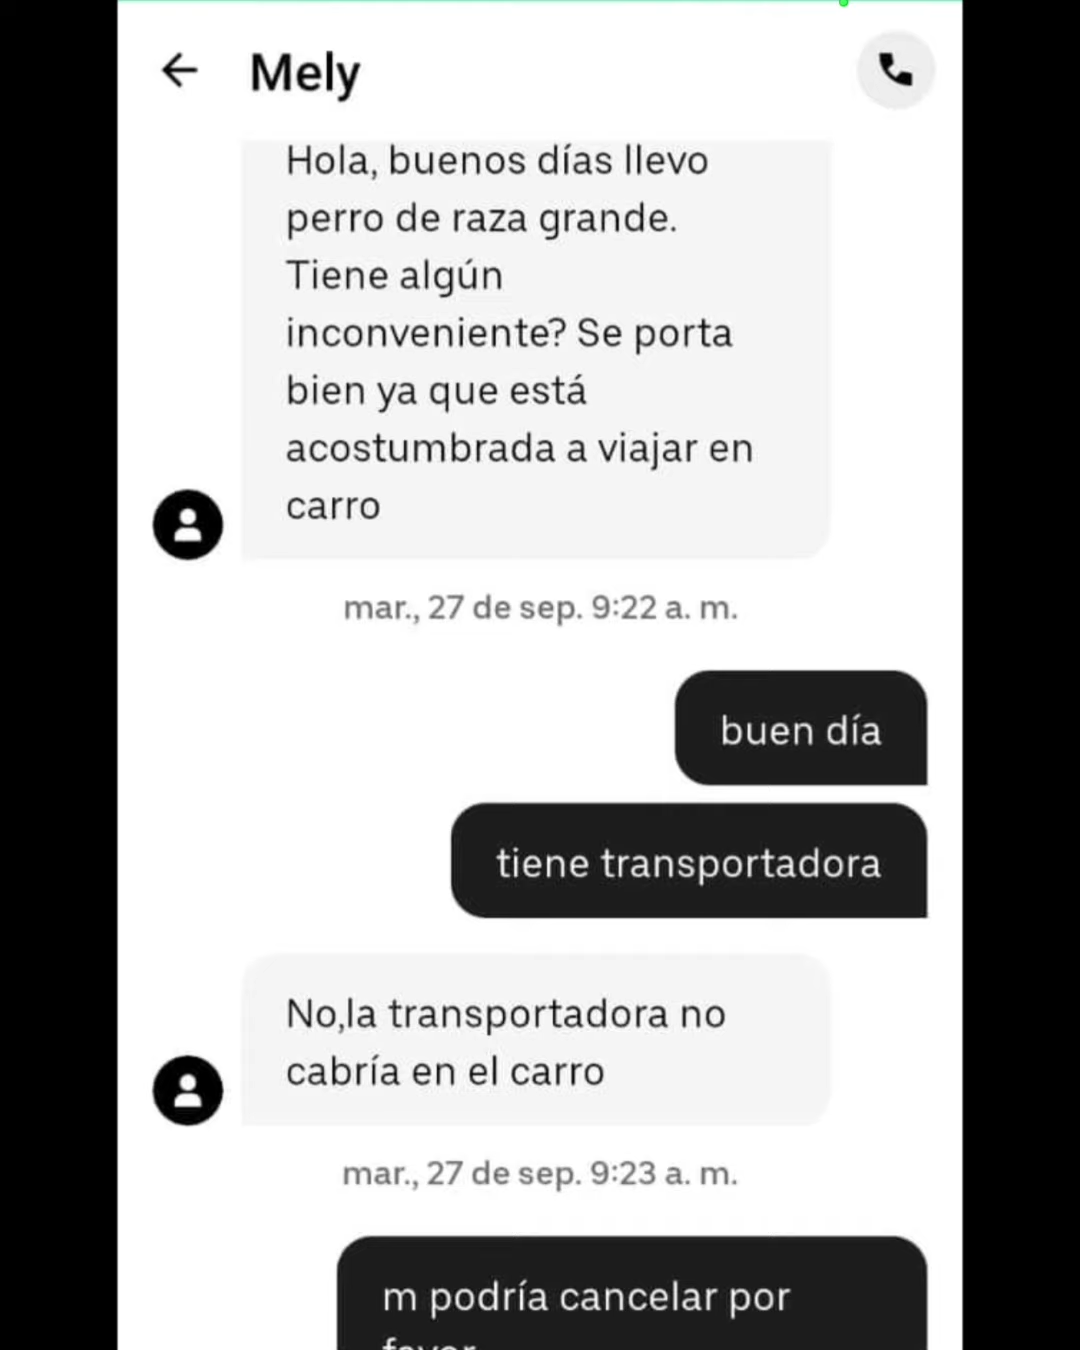 Mely
Hola, buenos días llevo
perro de raza grande.
Tiene algún
inconveniente? Se porta
bien ya que está
acostumbrada a viajar en
carro
mar., 27 de sep. 9:22 a. m.
buen día
tiene transportadora
No,la transportadora no
cabría en el carro
mar., 27 de sep. 9:23 a. m.
m podría cancelar por
favor